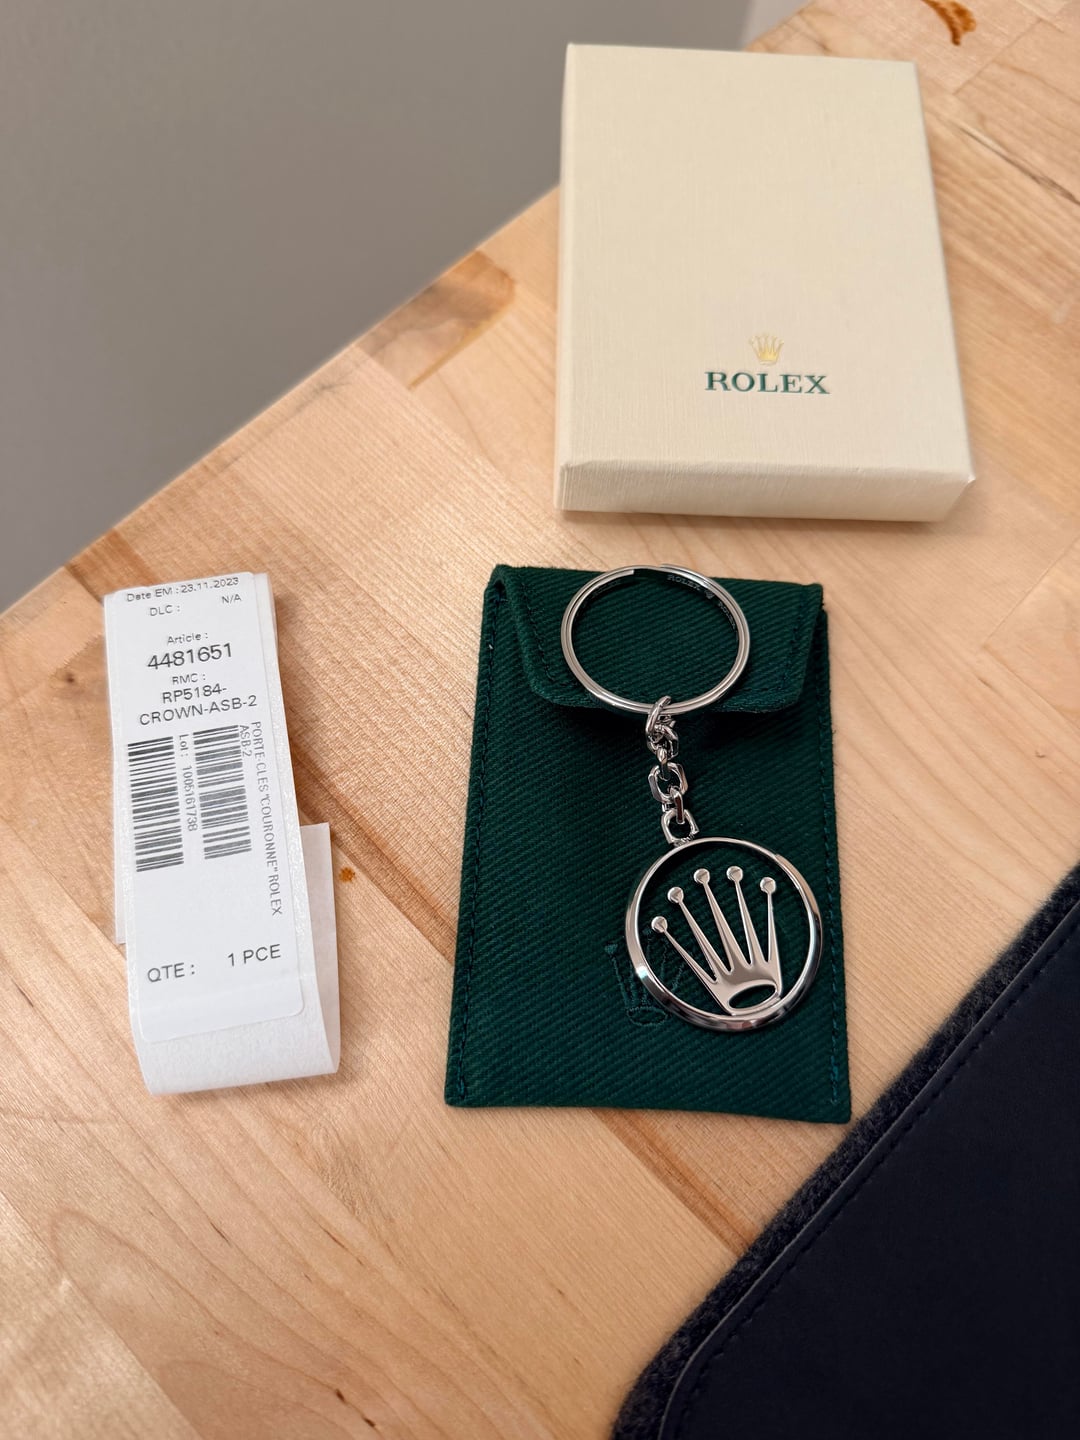 ROLEX
Date EM : 23.11.2023
DLC : N/A
Article :
4481651
RMC :
RP5184-
CROWN-ASB-2
PORTE-CLES "COURONNE" ROLEX
ASB-2
Lot : 1005161738
QTE : 1 PCE
ROLEX